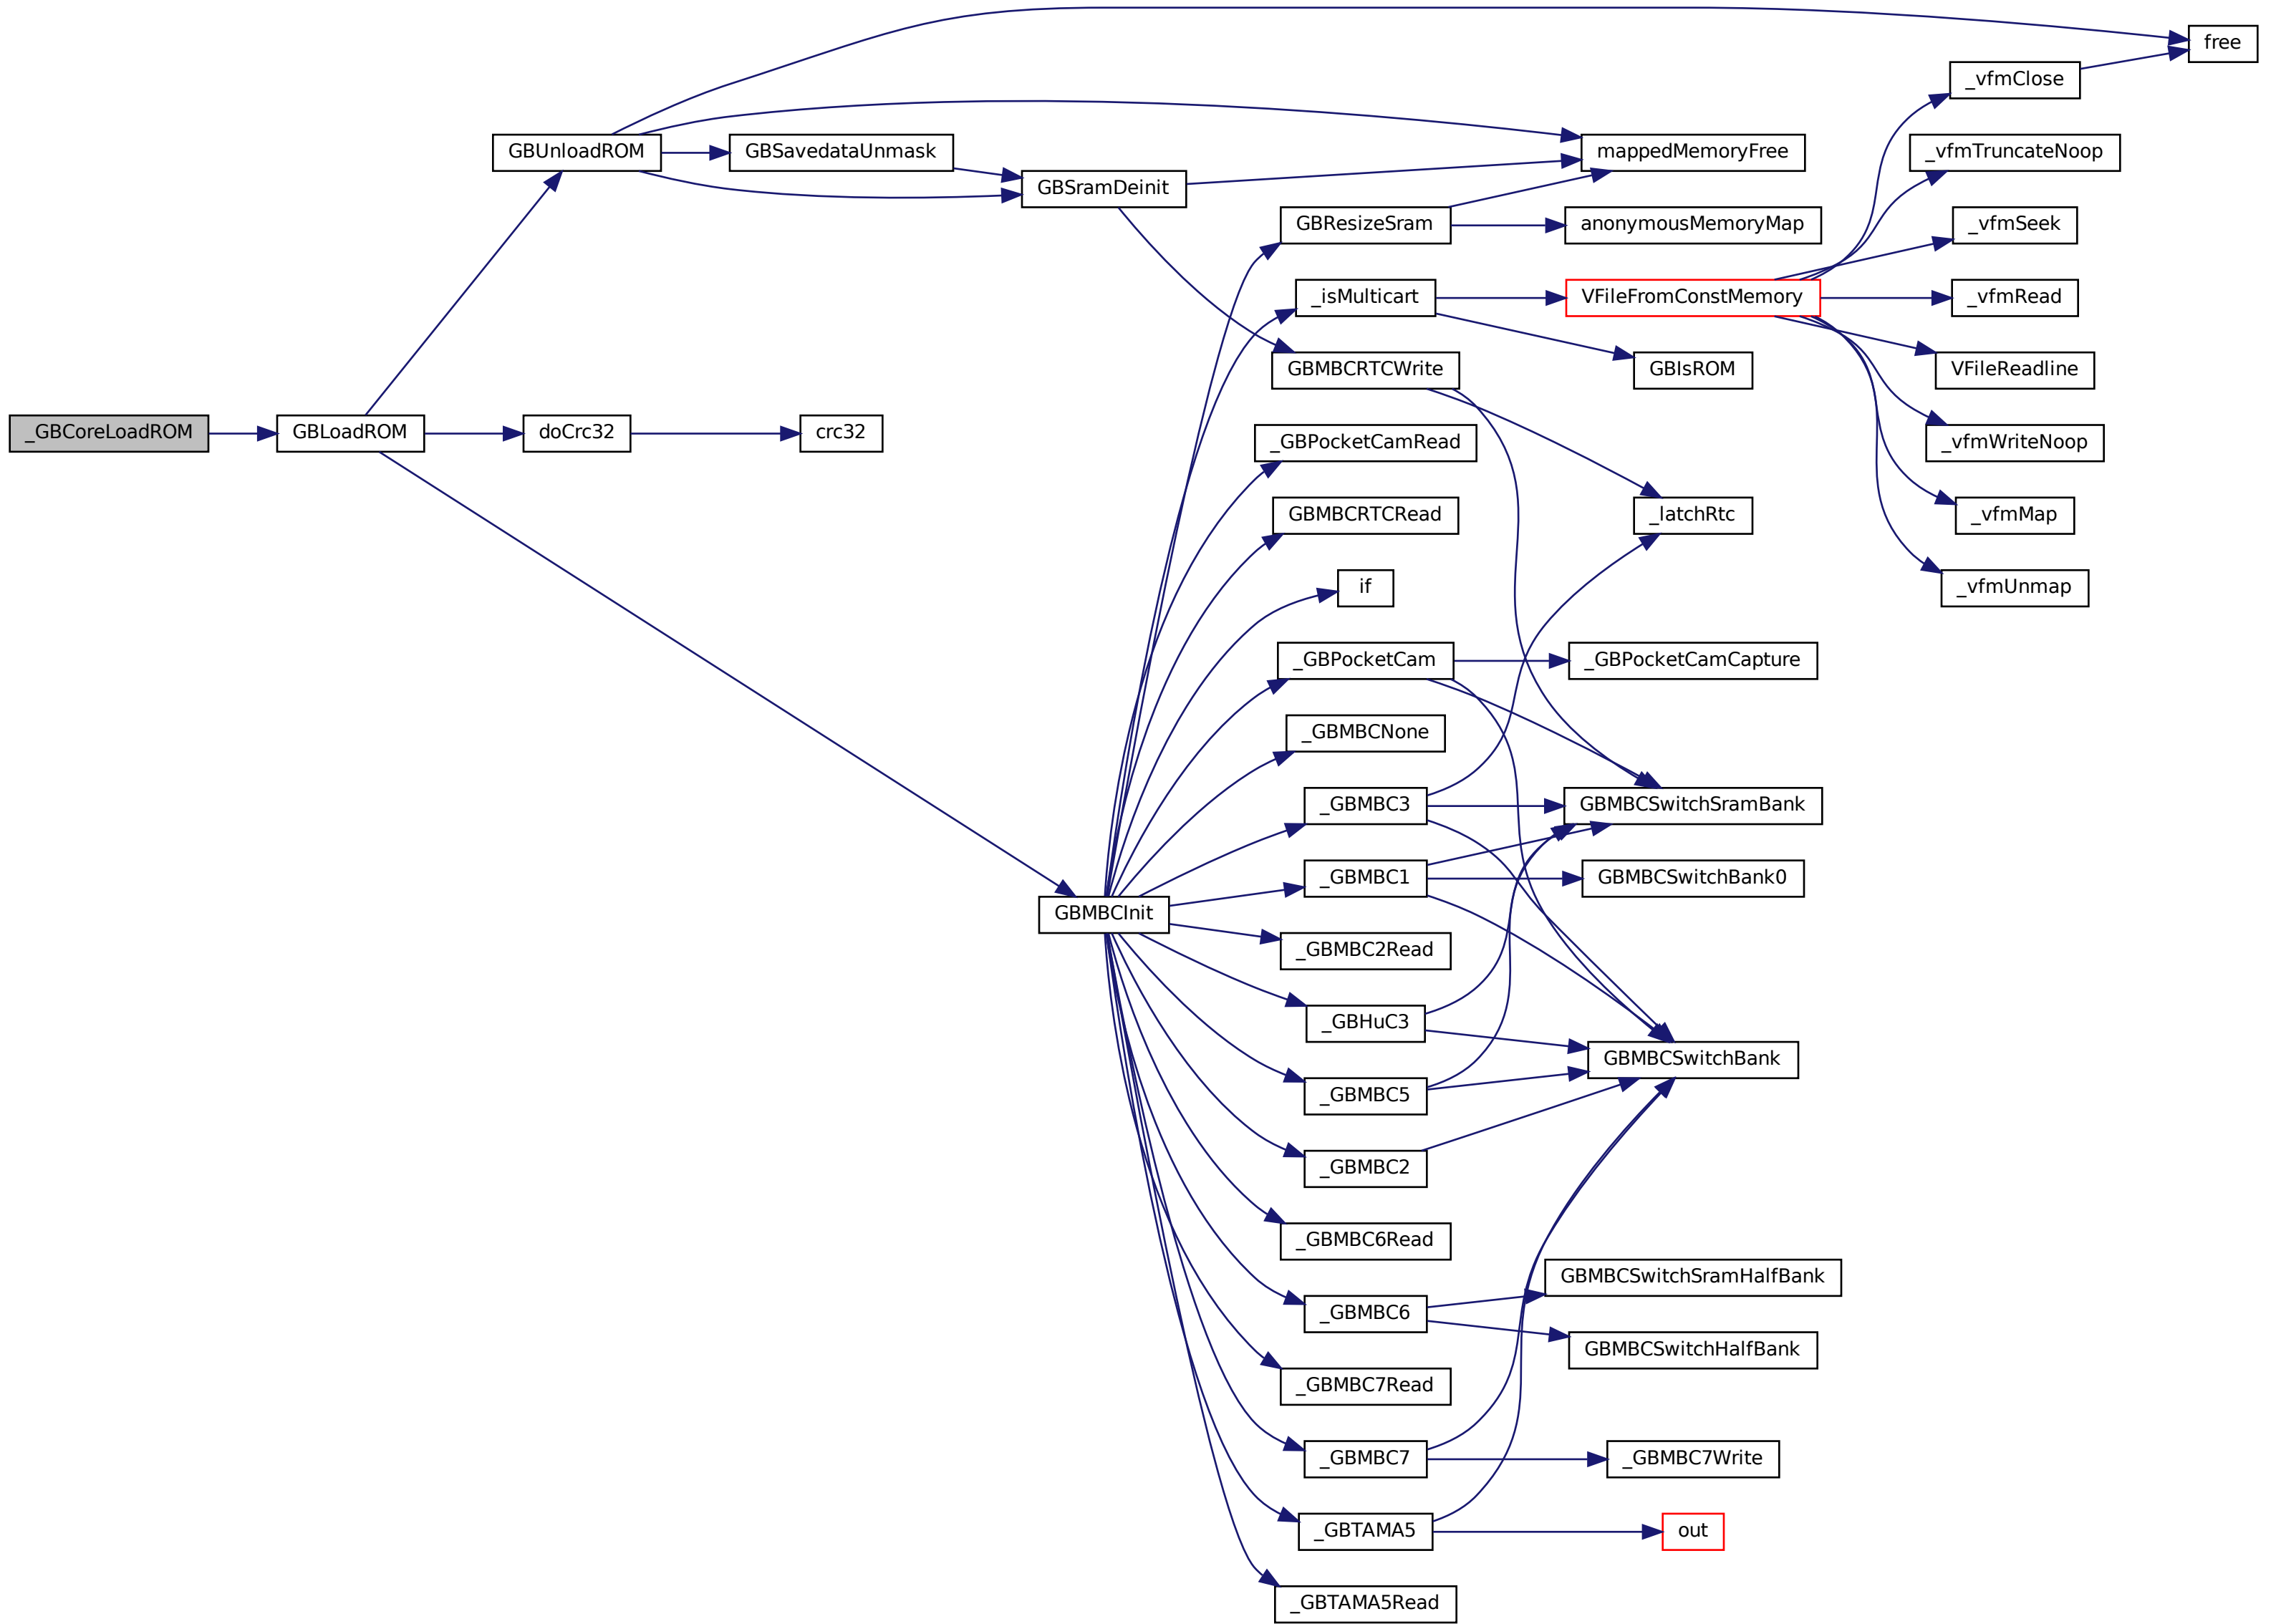 free
_vfmClose
GBUnloadROM
GBSavedataUnmask
mappedMemoryFree
_vfmTruncateNoop
GBSramDeinit
GBResizeSram
anonymousMemoryMap
_vfmSeek
_isMulticart
VFileFromConstMemory
_vfmRead
GBMBCRTCWrite
GBIsROM
VFileReadline
_GBCoreLoadROM
GBLoadROM
doCrc32
crc32
_GBPocketCamRead
_vfmWriteNoop
GBMBCRTCRead
_latchRtc
_vfmMap
if
_vfmUnmap
_GBPocketCam
_GBPocketCamCapture
_GBMBCNone
_GBMBC3
GBMBCSwitchSramBank
_GBMBC1
GBMBCSwitchBank0
GBMBCInit
_GBMBC2Read
_GBHuC3
GBMBCSwitchBank
_GBMBC5
_GBMBC2
_GBMBC6Read
GBMBCSwitchSramHalfBank
_GBMBC6
GBMBCSwitchHalfBank
_GBMBC7Read
_GBMBC7
_GBMBC7Write
_GBTAMA5
out
_GBTAMA5Read